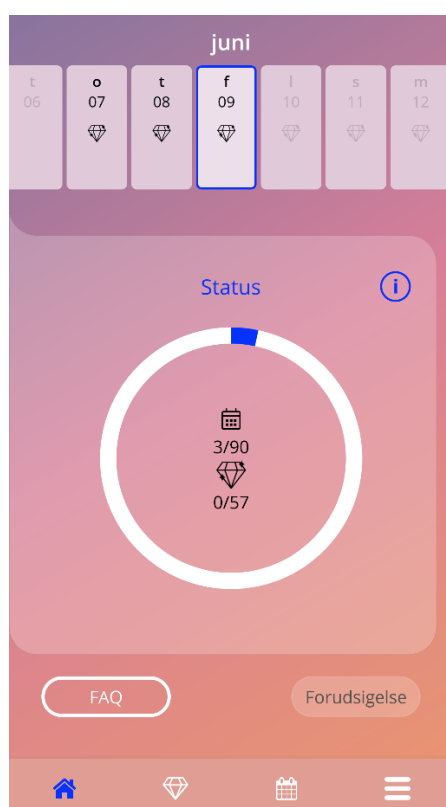 juni
t o t f l s m
06 07 08 09 10 11 12
Status
i
3/90
0/57
FAQ Forudsigelse